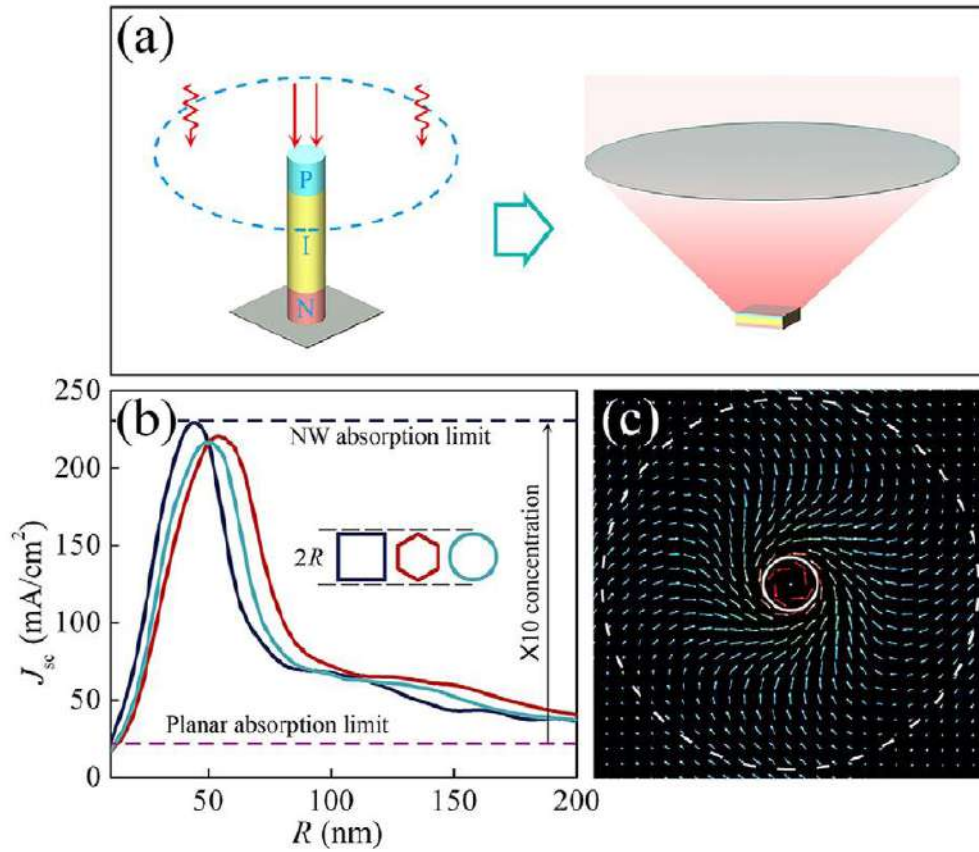 (a)
P
I
N
(b)
250
200
150
100
50
0
J_sc (mA/cm²)
NW absorption limit
2R
X10 concentration
Planar absorption limit
50
100
150
200
R (nm)
(c)